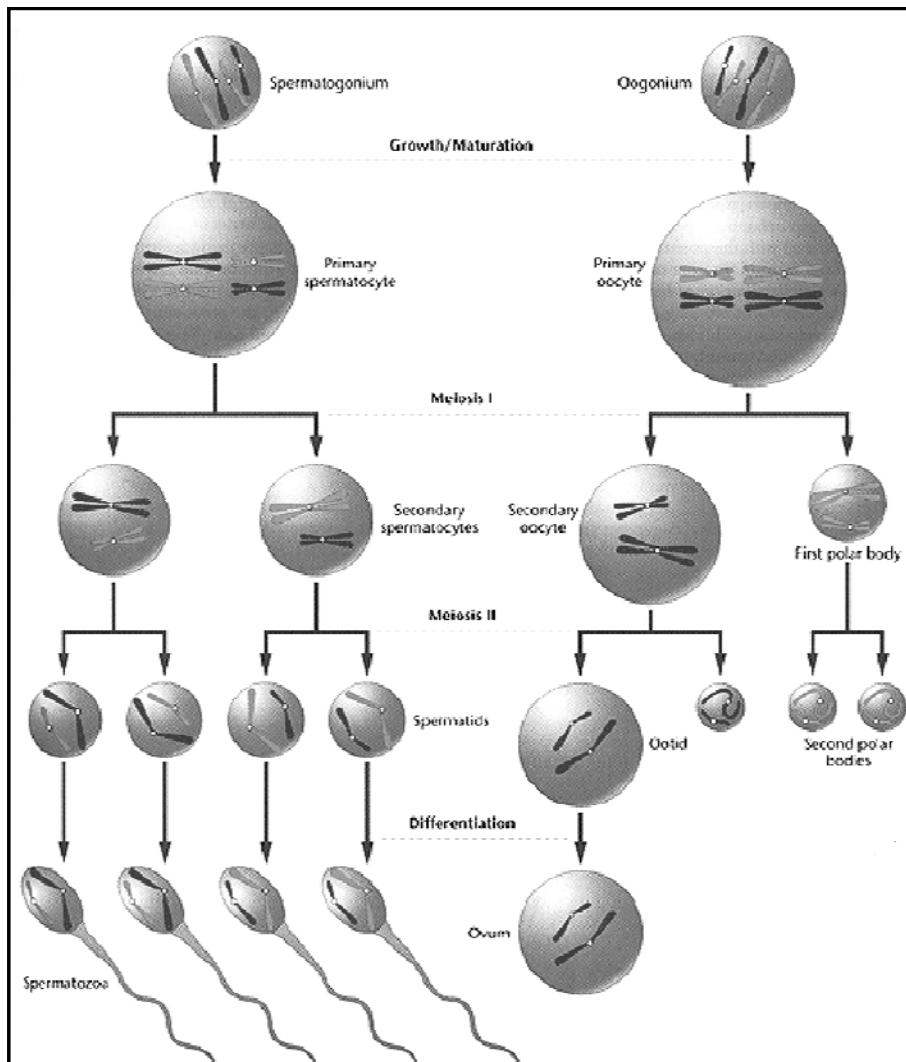 Spermatogonium
Oogonium
Growth/Maturation
Primary
spermatocyte
Primary
oocyte
Meiosis I
Secondary
spermatocytes
Secondary
oocyte
First polar body
Meiosis II
Spermatids
Ootid
Second polar
bodies
Differentiation
Ovum
Spermatozoa